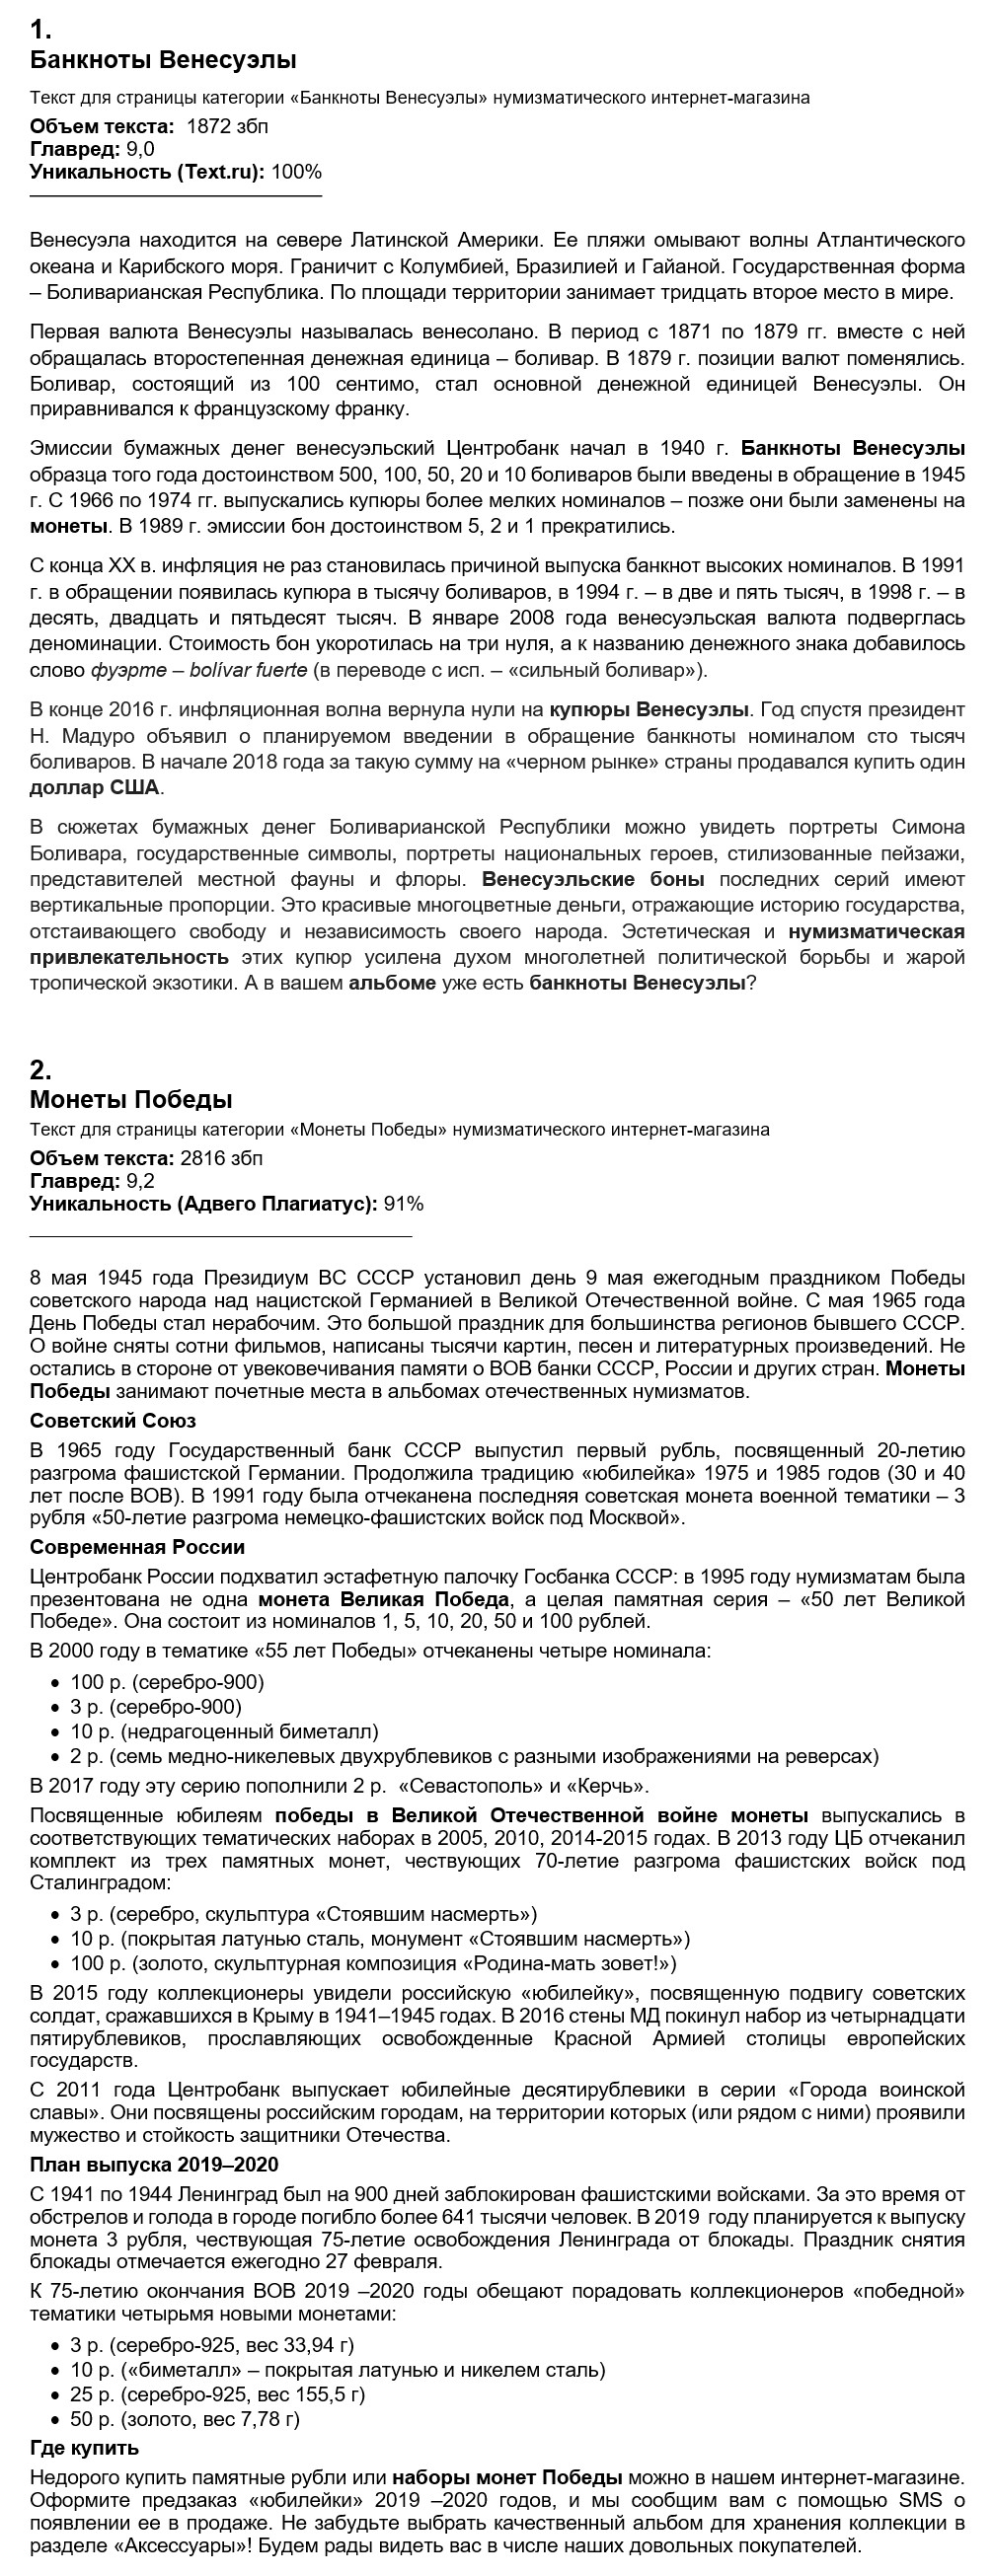 1.
Банкноты Венесуэлы
Текст для страницы категории «Банкноты Венесуэлы» нумизматического интернет-магазина
Объем текста:  1872 збп
Главред: 9,0
Уникальность (Text.ru): 100%
Венесуэла находится на севере Латинской Америки. Ее пляжи омывают волны Атлантического
океана и Карибского моря. Граничит с Колумбией, Бразилией и Гайаной. Государственная форма
– Боливарианская Республика. По площади территории занимает тридцать второе место в мире.
Первая валюта Венесуэлы называлась венесолано. В период с 1871 по 1879 гг. вместе с ней
обращалась второстепенная денежная единица – боливар. В 1879 г. позиции валют поменялись.
Боливар, состоящий из 100 сентимо, стал основной денежной единицей Венесуэлы. Он
приравнивался к французскому франку.
Эмиссии бумажных денег венесуэльский Центробанк начал в 1940 г. Банкноты Венесуэлы
образца того года достоинством 500, 100, 50, 20 и 10 боливаров были введены в обращение в 1945
г. С 1966 по 1974 гг. выпускались купюры более мелких номиналов – позже они были заменены на
монеты. В 1989 г. эмиссии бон достоинством 5, 2 и 1 прекратились.
С конца XX в. инфляция не раз становилась причиной выпуска банкнот высоких номиналов. В 1991
г. в обращении появилась купюра в тысячу боливаров, в 1994 г. – в две и пять тысяч, в 1998 г. – в
десять, двадцать и пятьдесят тысяч. В январе 2008 года венесуэльская валюта подверглась
деноминации. Стоимость бон укоротилась на три нуля, а к названию денежного знака добавилось
слово фуэрте – bolívar fuerte (в переводе с исп. – «сильный боливар»).
В конце 2016 г. инфляционная волна вернула нули на купюры Венесуэлы. Год спустя президент
Н. Мадуро объявил о планируемом введении в обращение банкноты номиналом сто тысяч
боливаров. В начале 2018 года за такую сумму на «черном рынке» страны продавался купить один
доллар США.
В сюжетах бумажных денег Боливарианской Республики можно увидеть портреты Симона
Боливара, государственные символы, портреты национальных героев, стилизованные пейзажи,
представителей местной фауны и флоры. Венесуэльские боны последних серий имеют
вертикальные пропорции. Это красивые многоцветные деньги, отражающие историю государства,
отстаивающего свободу и независимость своего народа. Эстетическая и нумизматическая
привлекательность этих купюр усилена духом многолетней политической борьбы и жарой
тропической экзотики. А в вашем альбоме уже есть банкноты Венесуэлы?
2.
Монеты Победы
Текст для страницы категории «Монеты Победы» нумизматического интернет-магазина
Объем текста: 2816 збп
Главред: 9,2
Уникальность (Адвего Плагиатус): 91%
8 мая 1945 года Президиум ВС СССР установил день 9 мая ежегодным праздником Победы
советского народа над нацистской Германией в Великой Отечественной войне. С мая 1965 года
День Победы стал нерабочим. Это большой праздник для большинства регионов бывшего СССР.
О войне сняты сотни фильмов, написаны тысячи картин, песен и литературных произведений. Не
остались в стороне от увековечивания памяти о ВОВ банки СССР, России и других стран. Монеты
Победы занимают почетные места в альбомах отечественных нумизматов.
Советский Союз
В 1965 году Государственный банк СССР выпустил первый рубль, посвященный 20-летию
разгрома фашистской Германии. Продолжила традицию «юбилейка» 1975 и 1985 годов (30 и 40
лет после ВОВ). В 1991 году была отчеканена последняя советская монета военной тематики – 3
рубля «50-летие разгрома немецко-фашистских войск под Москвой».
Современная России
Центробанк России подхватил эстафетную палочку Госбанка СССР: в 1995 году нумизматам была
презентована не одна монета Великая Победа, а целая памятная серия – «50 лет Великой
Победе». Она состоит из номиналов 1, 5, 10, 20, 50 и 100 рублей.
В 2000 году в тематике «55 лет Победы» отчеканены четыре номинала:
• 100 р. (серебро-900)
• 3 р. (серебро-900)
• 10 р. (недрагоценный биметалл)
• 2 р. (семь медно-никелевых двухрублевиков с разными изображениями на реверсах)
В 2017 году эту серию пополнили 2 р.  «Севастополь» и «Керчь».
Посвященные юбилеям победы в Великой Отечественной войне монеты выпускались в
соответствующих тематических наборах в 2005, 2010, 2014-2015 годах. В 2013 году ЦБ отчеканил
комплект из трех памятных монет, чествующих 70-летие разгрома фашистских войск под
Сталинградом:
• 3 р. (серебро, скульптура «Стоявшим насмерть»)
• 10 р. (покрытая латунью сталь, монумент «Стоявшим насмерть»)
• 100 р. (золото, скульптурная композиция «Родина-мать зовет!»)
В 2015 году коллекционеры увидели российскую «юбилейку», посвященную подвигу советских
солдат, сражавшихся в Крыму в 1941–1945 годах. В 2016 стены МД покинул набор из четырнадцати
пятирублевиков, прославляющих освобожденные Красной Армией столицы европейских
государств.
С 2011 года Центробанк выпускает юбилейные десятирублевики в серии «Города воинской
славы». Они посвящены российским городам, на территории которых (или рядом с ними) проявили
мужество и стойкость защитники Отечества.
План выпуска 2019–2020
С 1941 по 1944 Ленинград был на 900 дней заблокирован фашистскими войсками. За это время от
обстрелов и голода в городе погибло более 641 тысячи человек. В 2019  году планируется к выпуску
монета 3 рубля, чествующая 75-летие освобождения Ленинграда от блокады. Праздник снятия
блокады отмечается ежегодно 27 февраля.
К 75-летию окончания ВОВ 2019 –2020 годы обещают порадовать коллекционеров «победной»
тематики четырьмя новыми монетами:
• 3 р. (серебро-925, вес 33,94 г)
• 10 р. («биметалл» – покрытая латунью и никелем сталь)
• 25 р. (серебро-925, вес 155,5 г)
• 50 р. (золото, вес 7,78 г)
Где купить
Недорого купить памятные рубли или наборы монет Победы можно в нашем интернет-магазине.
Оформите предзаказ «юбилейки» 2019 –2020 годов, и мы сообщим вам с помощью SMS о
появлении ее в продаже. Не забудьте выбрать качественный альбом для хранения коллекции в
разделе «Аксессуары»! Будем рады видеть вас в числе наших довольных покупателей.